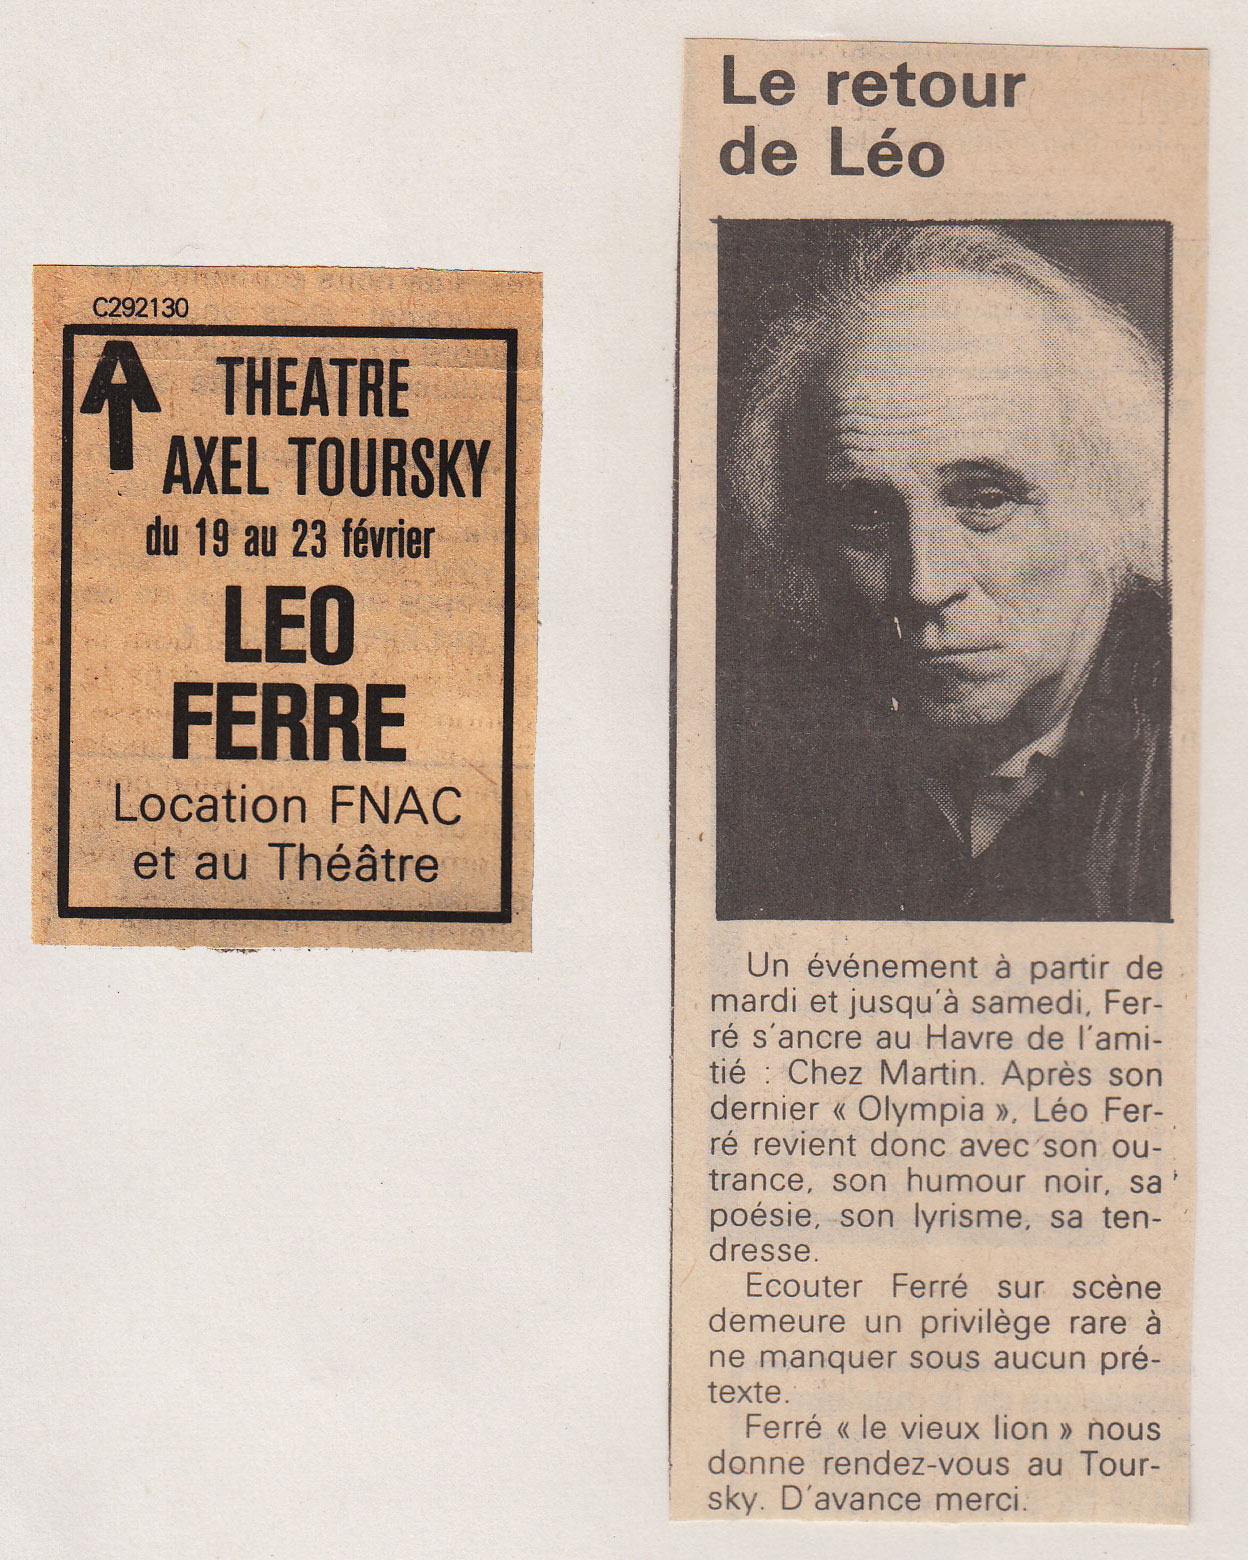 C292130
THEATRE
AXEL TOURSKY
du 19 au 23 février
LEO
FERRE
Location FNAC
et au Théâtre
Le retour
de Léo
Un événement à partir de
mardi et jusqu'à samedi, Fer-
ré s'ancre au Havre de l'ami-
tié : Chez Martin. Après son
dernier « Olympia », Léo Fer-
ré revient donc avec son ou-
trance, son humour noir, sa
poésie, son lyrisme, sa ten-
dresse.
Ecouter Ferré sur scène
demeure un privilège rare à
ne manquer sous aucun pré-
texte.
Ferré « le vieux lion » nous
donne rendez-vous au Tour-
sky. D'avance merci.